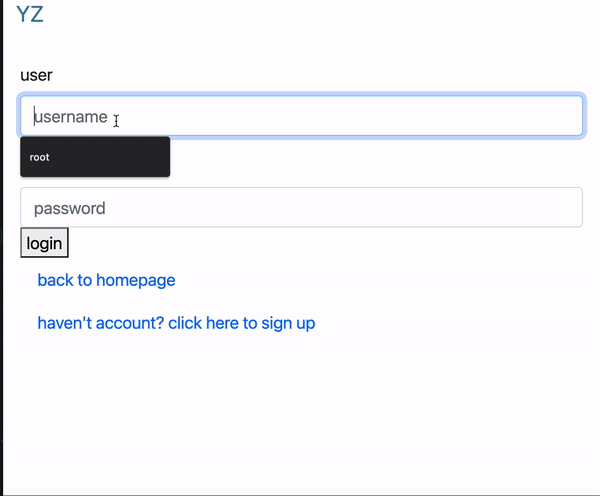 YZ
user
username
root
password
login
back to homepage
haven't account? click here to sign up